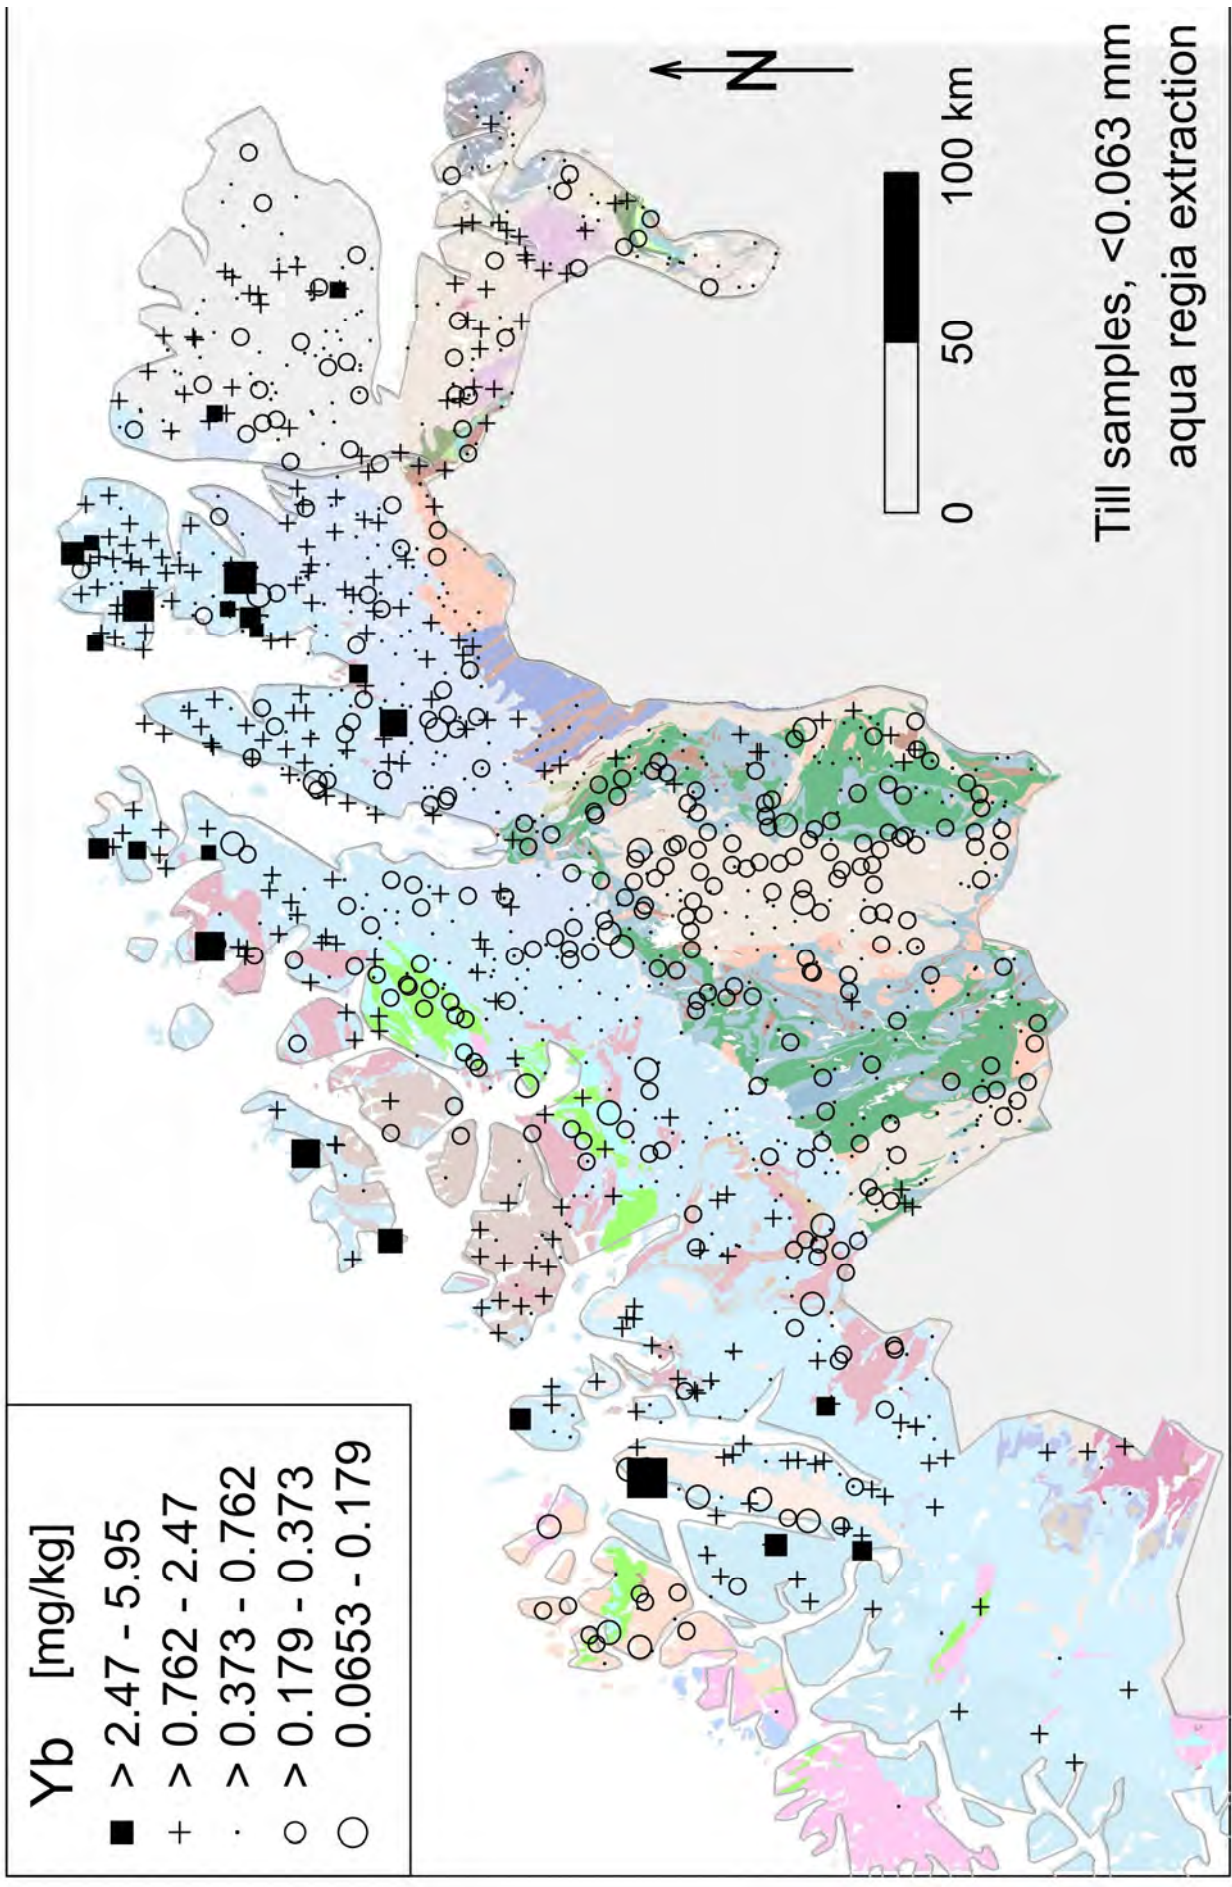 Yb [mg/kg]
> 2.47 - 5.95
> 0.762 - 2.47
> 0.373 - 0.762
> 0.179 - 0.373
0.0653 - 0.179
N
0 50 100 km
Till samples, <0.063 mm
aqua regia extraction